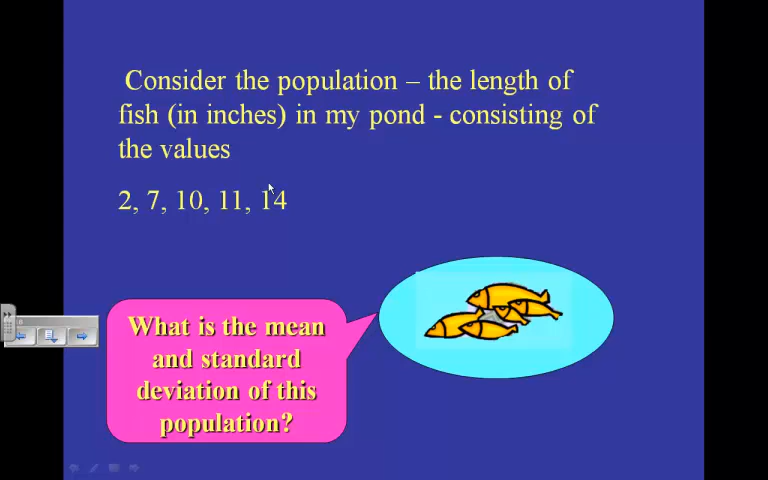 Consider the population – the length of
fish (in inches) in my pond - consisting of
the values
2, 7, 10, 11, 14
What is the mean
and standard
deviation of this
population?